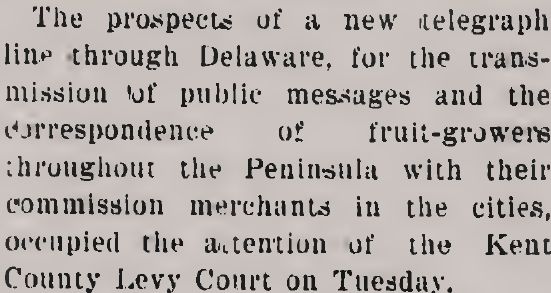 The prospects of a new telegraph
line through Delaware, for the trans-
mission of public messages and the
correspondence of fruit-growers
throughout the Peninsula with their
commission merchants in the cities,
occupied the attention of the Kent
County Levy Court on Tuesday.